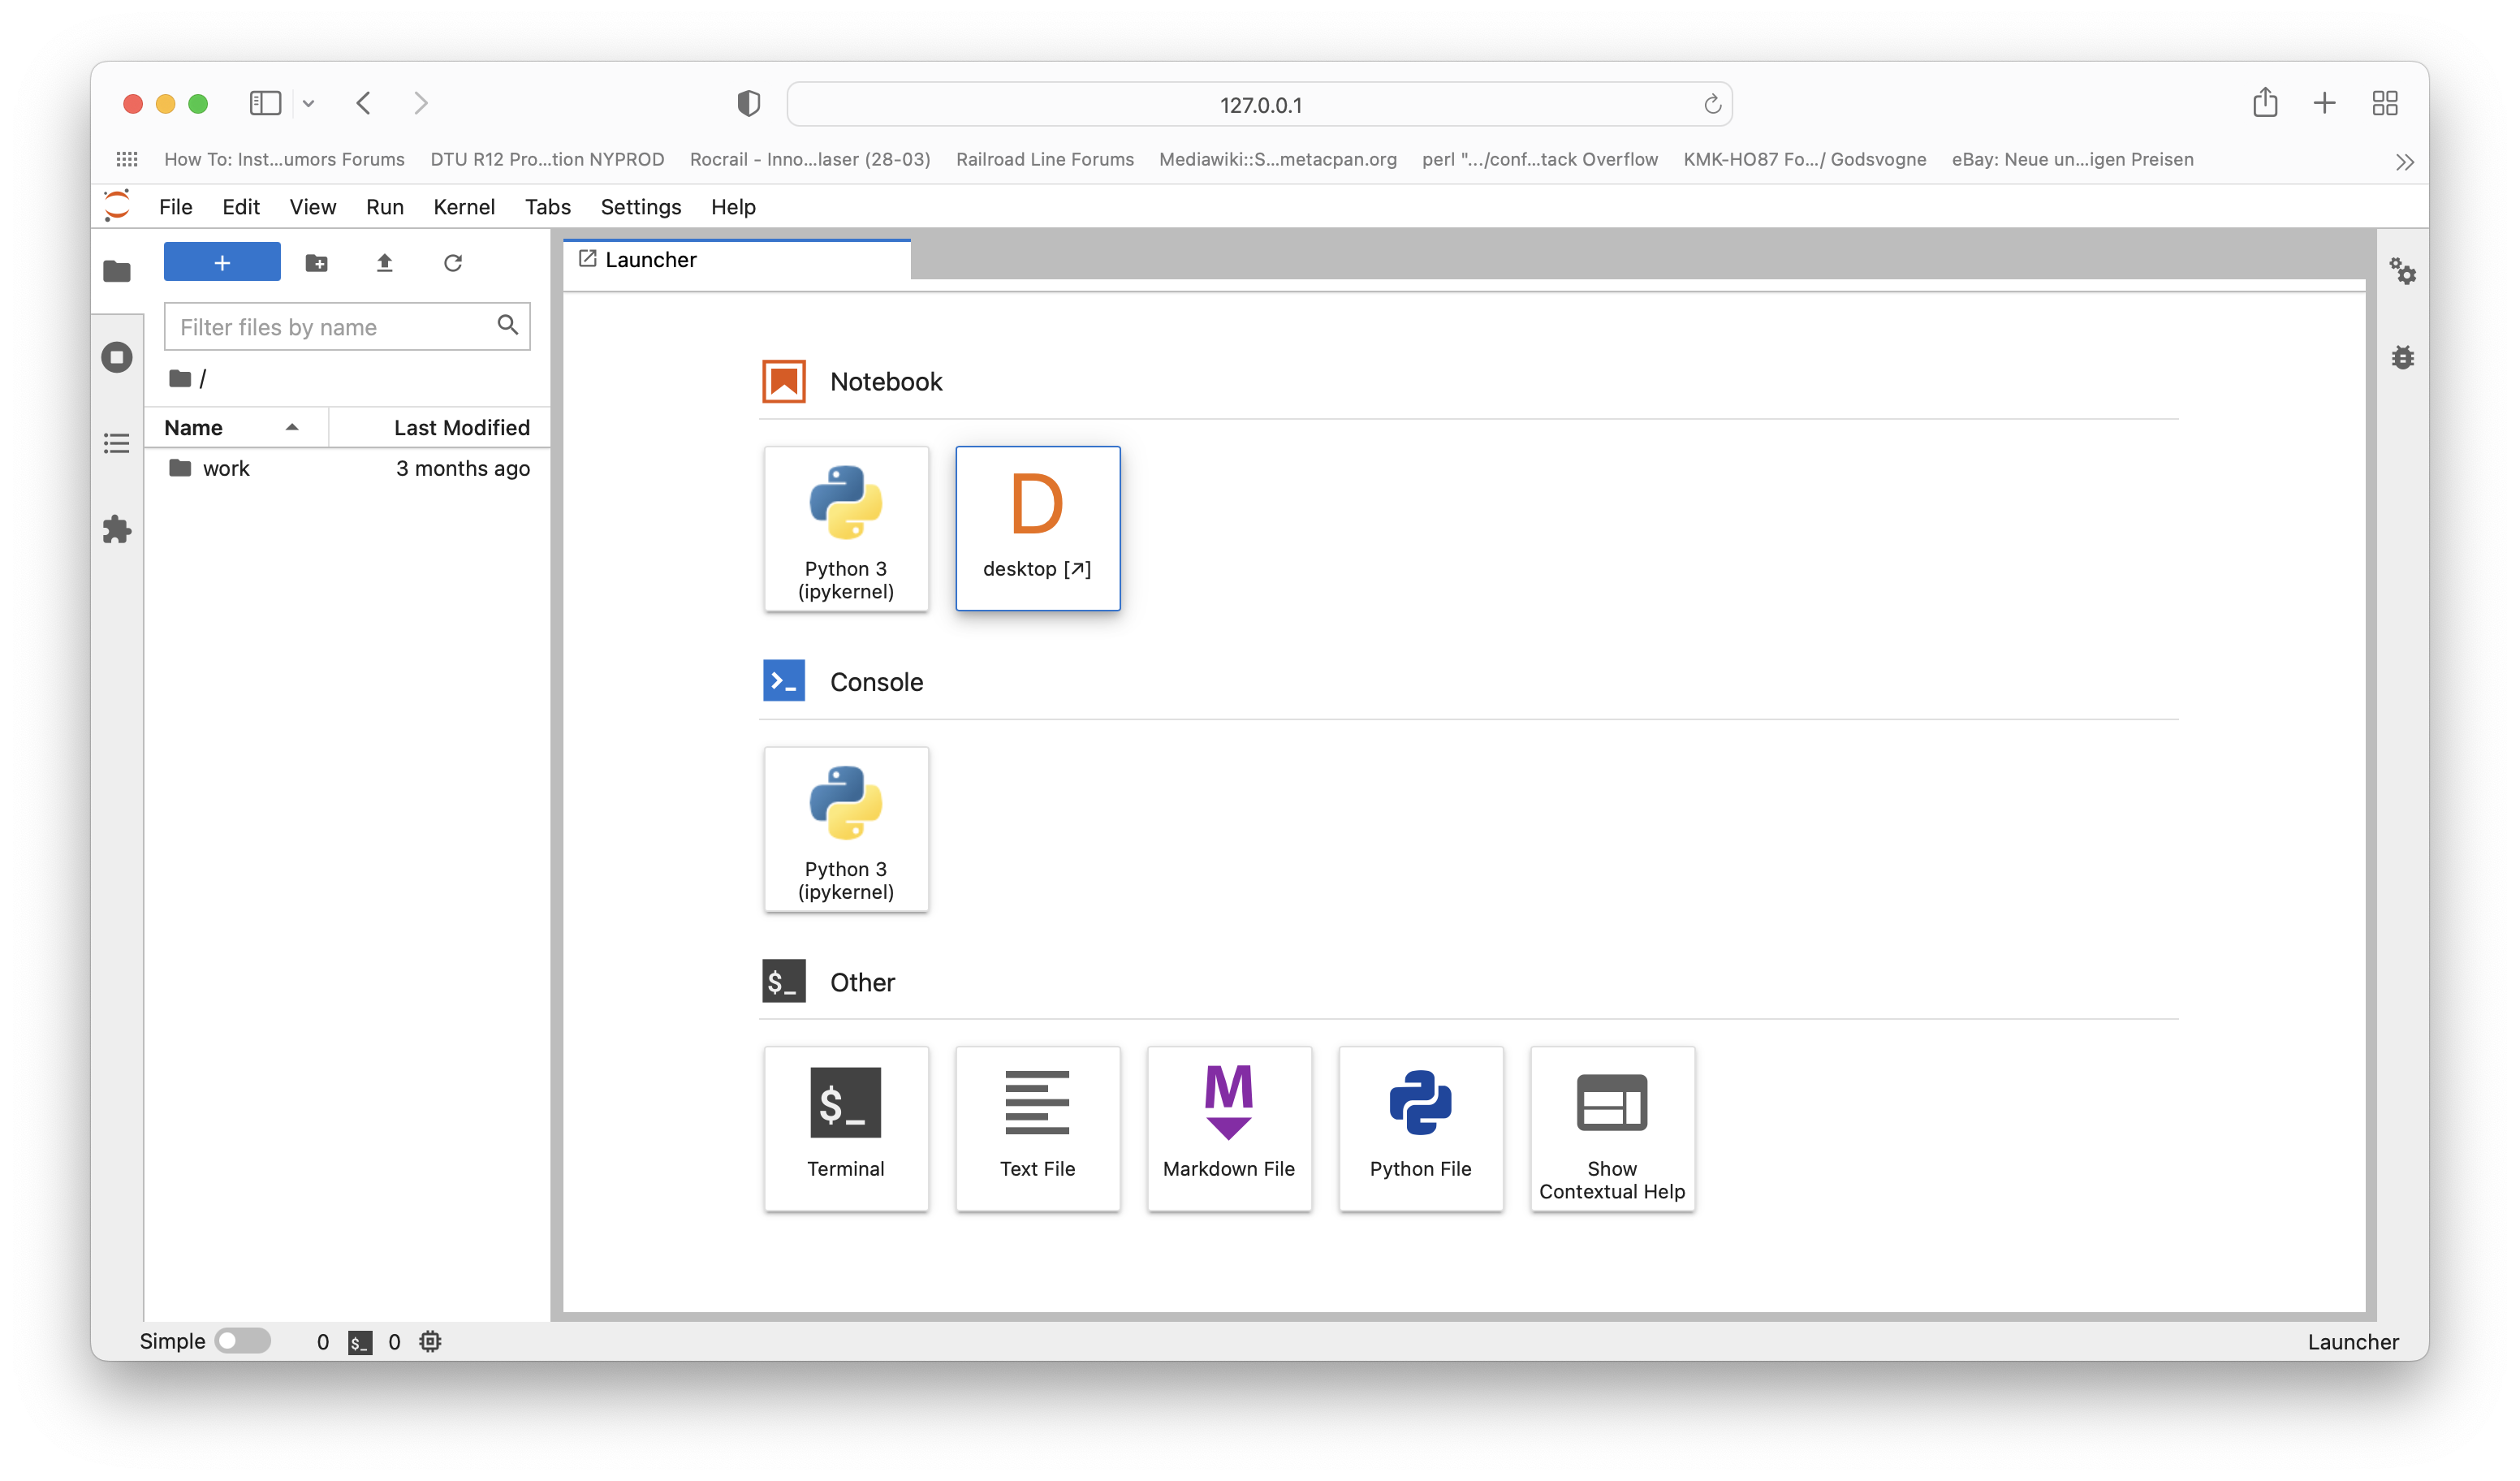 127.0.0.1
How To: Inst...umors Forums DTU R12 Pro...tion NYPROD Rocrail - Inno...laser (28-03) Railroad Line Forums Mediawiki::S...metacpan.org perl ".../conf...tack Overflow KMK-HO87 Fo.../ Godsvogne eBay: Neue un...igen Preisen
File Edit View Run Kernel Tabs Settings Help
Filter files by name
/
Name Last Modified
work 3 months ago
Launcher
Notebook
Python 3
(ipykernel)
D
desktop [↗]
Console
Python 3
(ipykernel)
$_ Other
$_
Terminal
Text File
M
Markdown File
Python File
Show
Contextual Help
Simple 0 $_ 0 Launcher